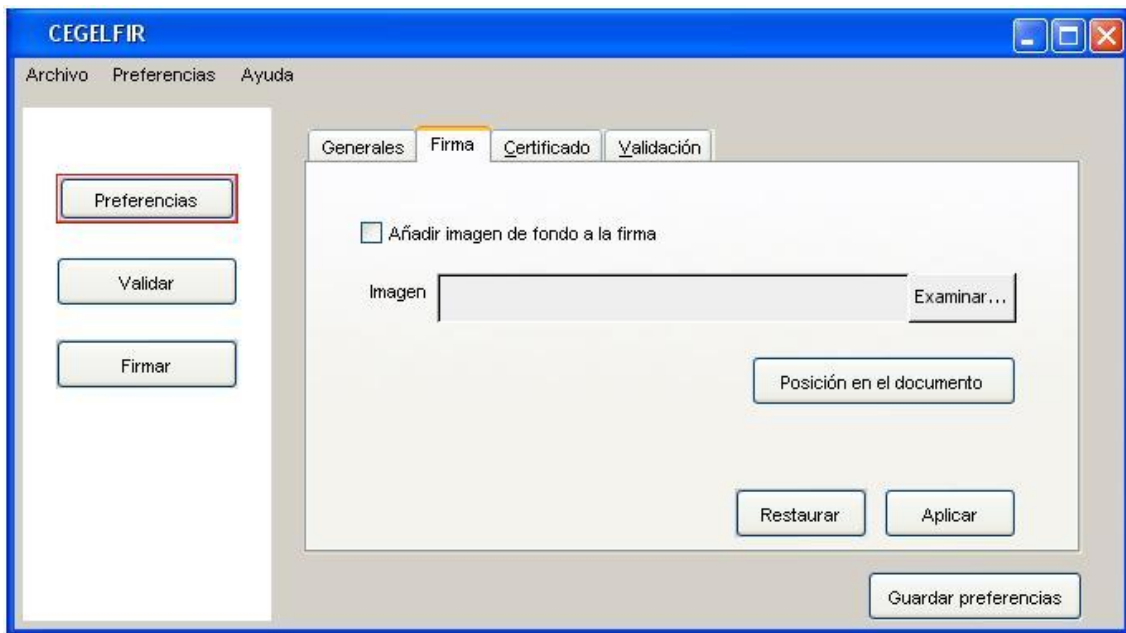 CEGELFIR
Archivo Preferencias Ayuda
Preferencias
Validar
Firmar
Generales Firma Certificado Validación
Añadir imagen de fondo a la firma
Imagen Examinar...
Posición en el documento
Restaurar Aplicar
Guardar preferencias